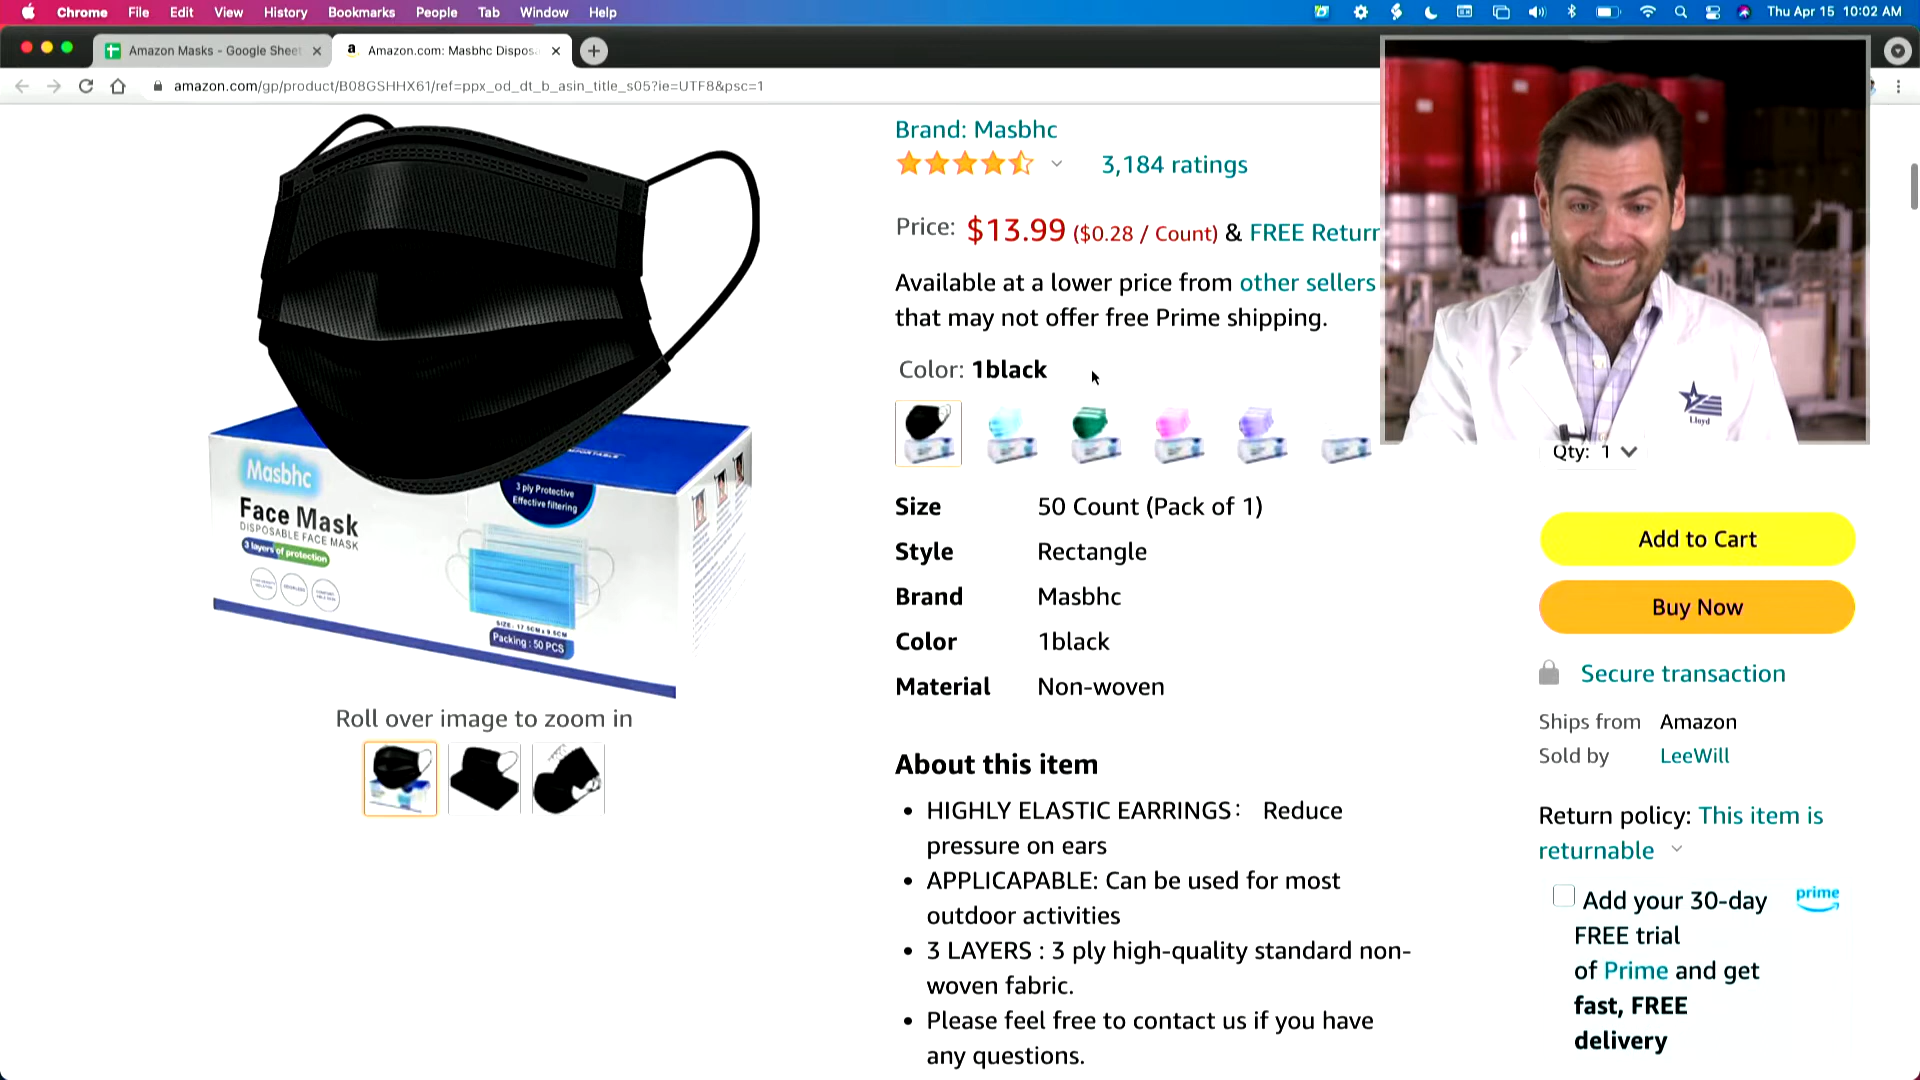 Chrome File Edit View History Bookmarks People Tab Window Help
Thu Apr 15 10:02 AM
Amazon Masks - Google Sheet
Amazon.com: Masbhc Dispos
amazon.com/gp/product/B08GSHHX61/ref=ppx_od_dt_b_asin_title_s05?ie=UTF8&psc=1
Brand: Masbhc
3,184 ratings
Price: $13.99 ($0.28 / Count) & FREE Return
Available at a lower price from other sellers
that may not offer free Prime shipping.
Color: 1black
Size 50 Count (Pack of 1)
Style Rectangle
Brand Masbhc
Color 1black
Material Non-woven
About this item
• HIGHLY ELASTIC EARRINGS： Reduce
pressure on ears
• APPLICAPABLE: Can be used for most
outdoor activities
• 3 LAYERS : 3 ply high-quality standard non-
woven fabric.
• Please feel free to contact us if you have
any questions.
Masbhc
Face Mask
DISPOSABLE FACE MASK
3 layers of protection
3 ply Protective
Effective filtering
SIZE: 17.5CM x 9.5CM
Packing : 50 PCS
Roll over image to zoom in
Lloyd
Qty: 1
Add to Cart
Buy Now
Secure transaction
Ships from Amazon
Sold by LeeWill
Return policy: This item is
returnable
Add your 30-day
FREE trial
of Prime and get
fast, FREE
delivery
prime